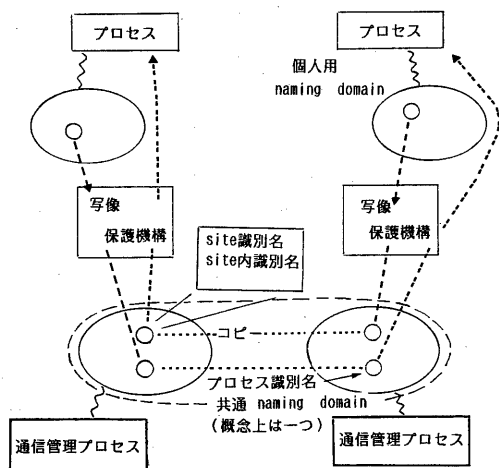 プロセス
プロセス
個人用
naming domain
写像
保護機構
写像
保護機構
site識別名
site内識別名
コピー
プロセス識別名
共通 naming domain
(概念上は一つ)
通信管理プロセス
通信管理プロセス